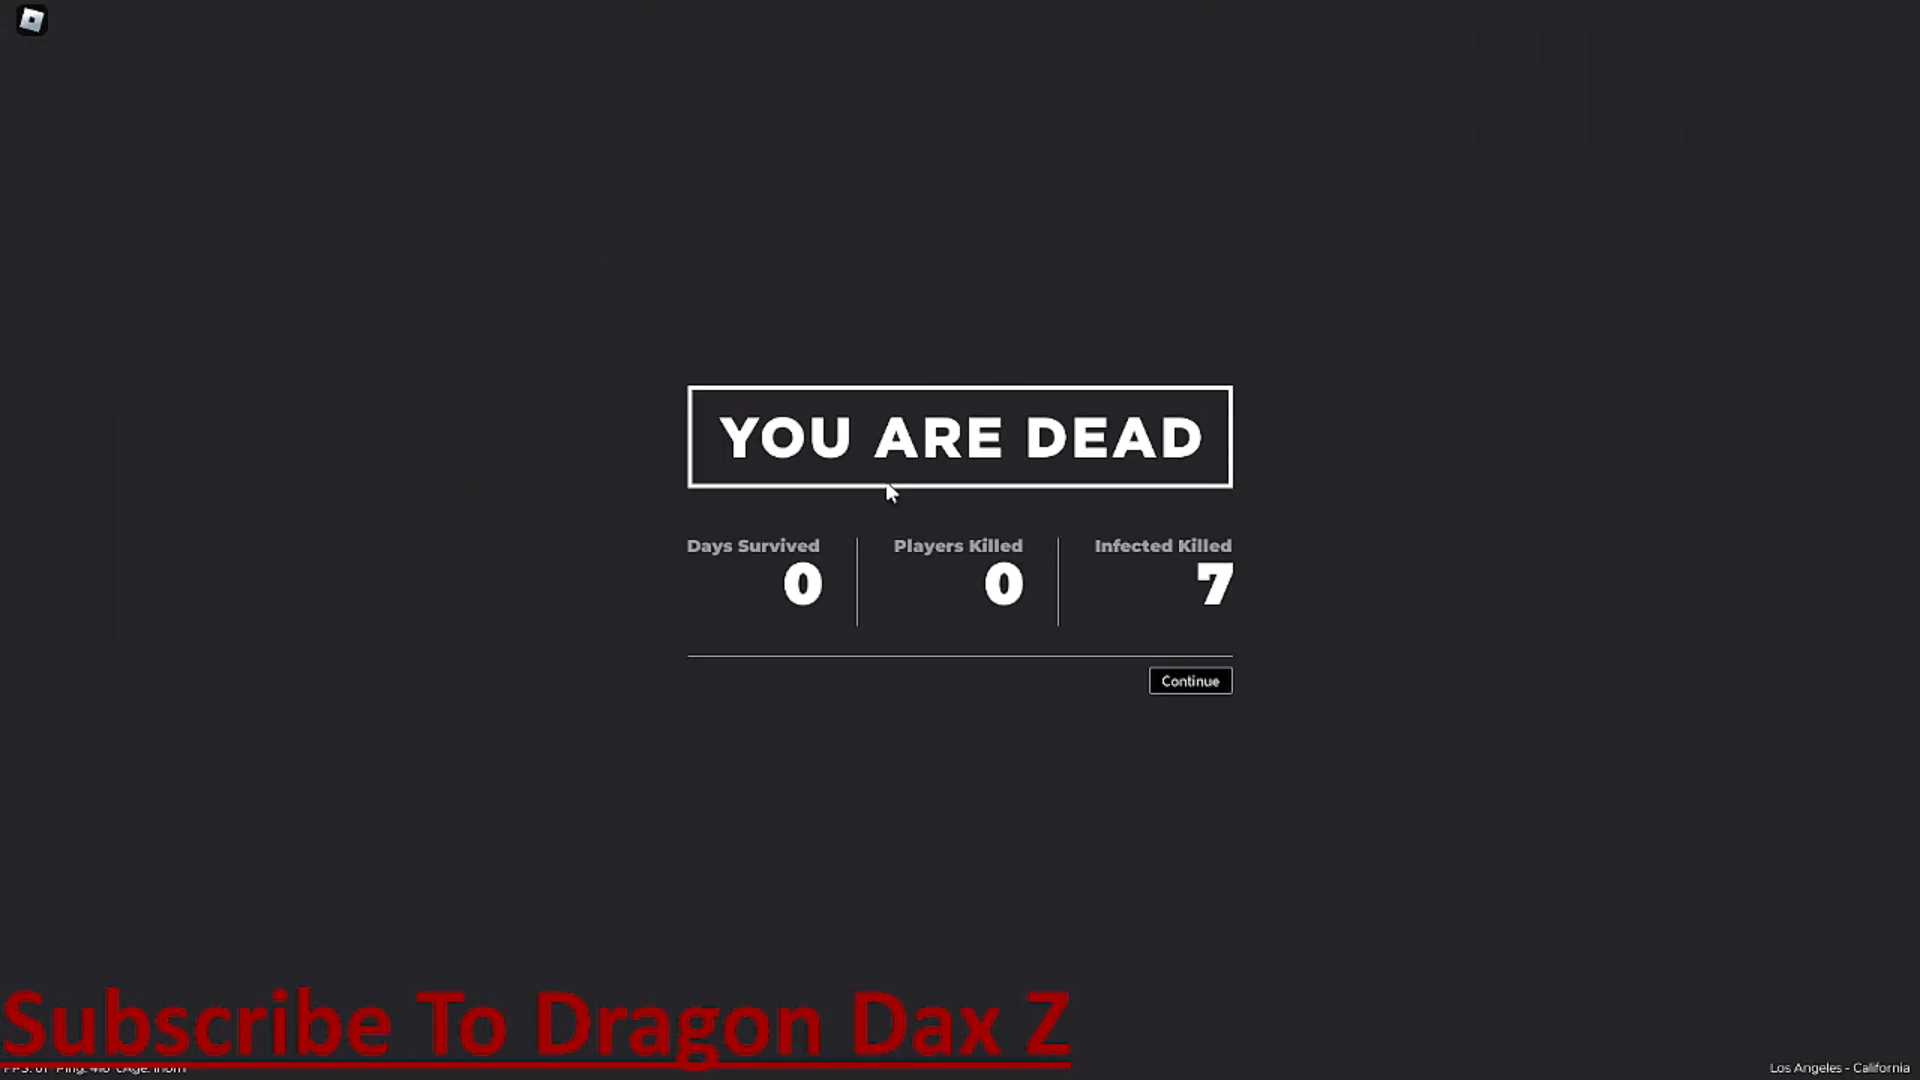 YOU ARE DEAD
Days Survived Players Killed Infected Killed
0 0 7
Continue
Subscribe To Dragon Dax Z
Los Angeles - California